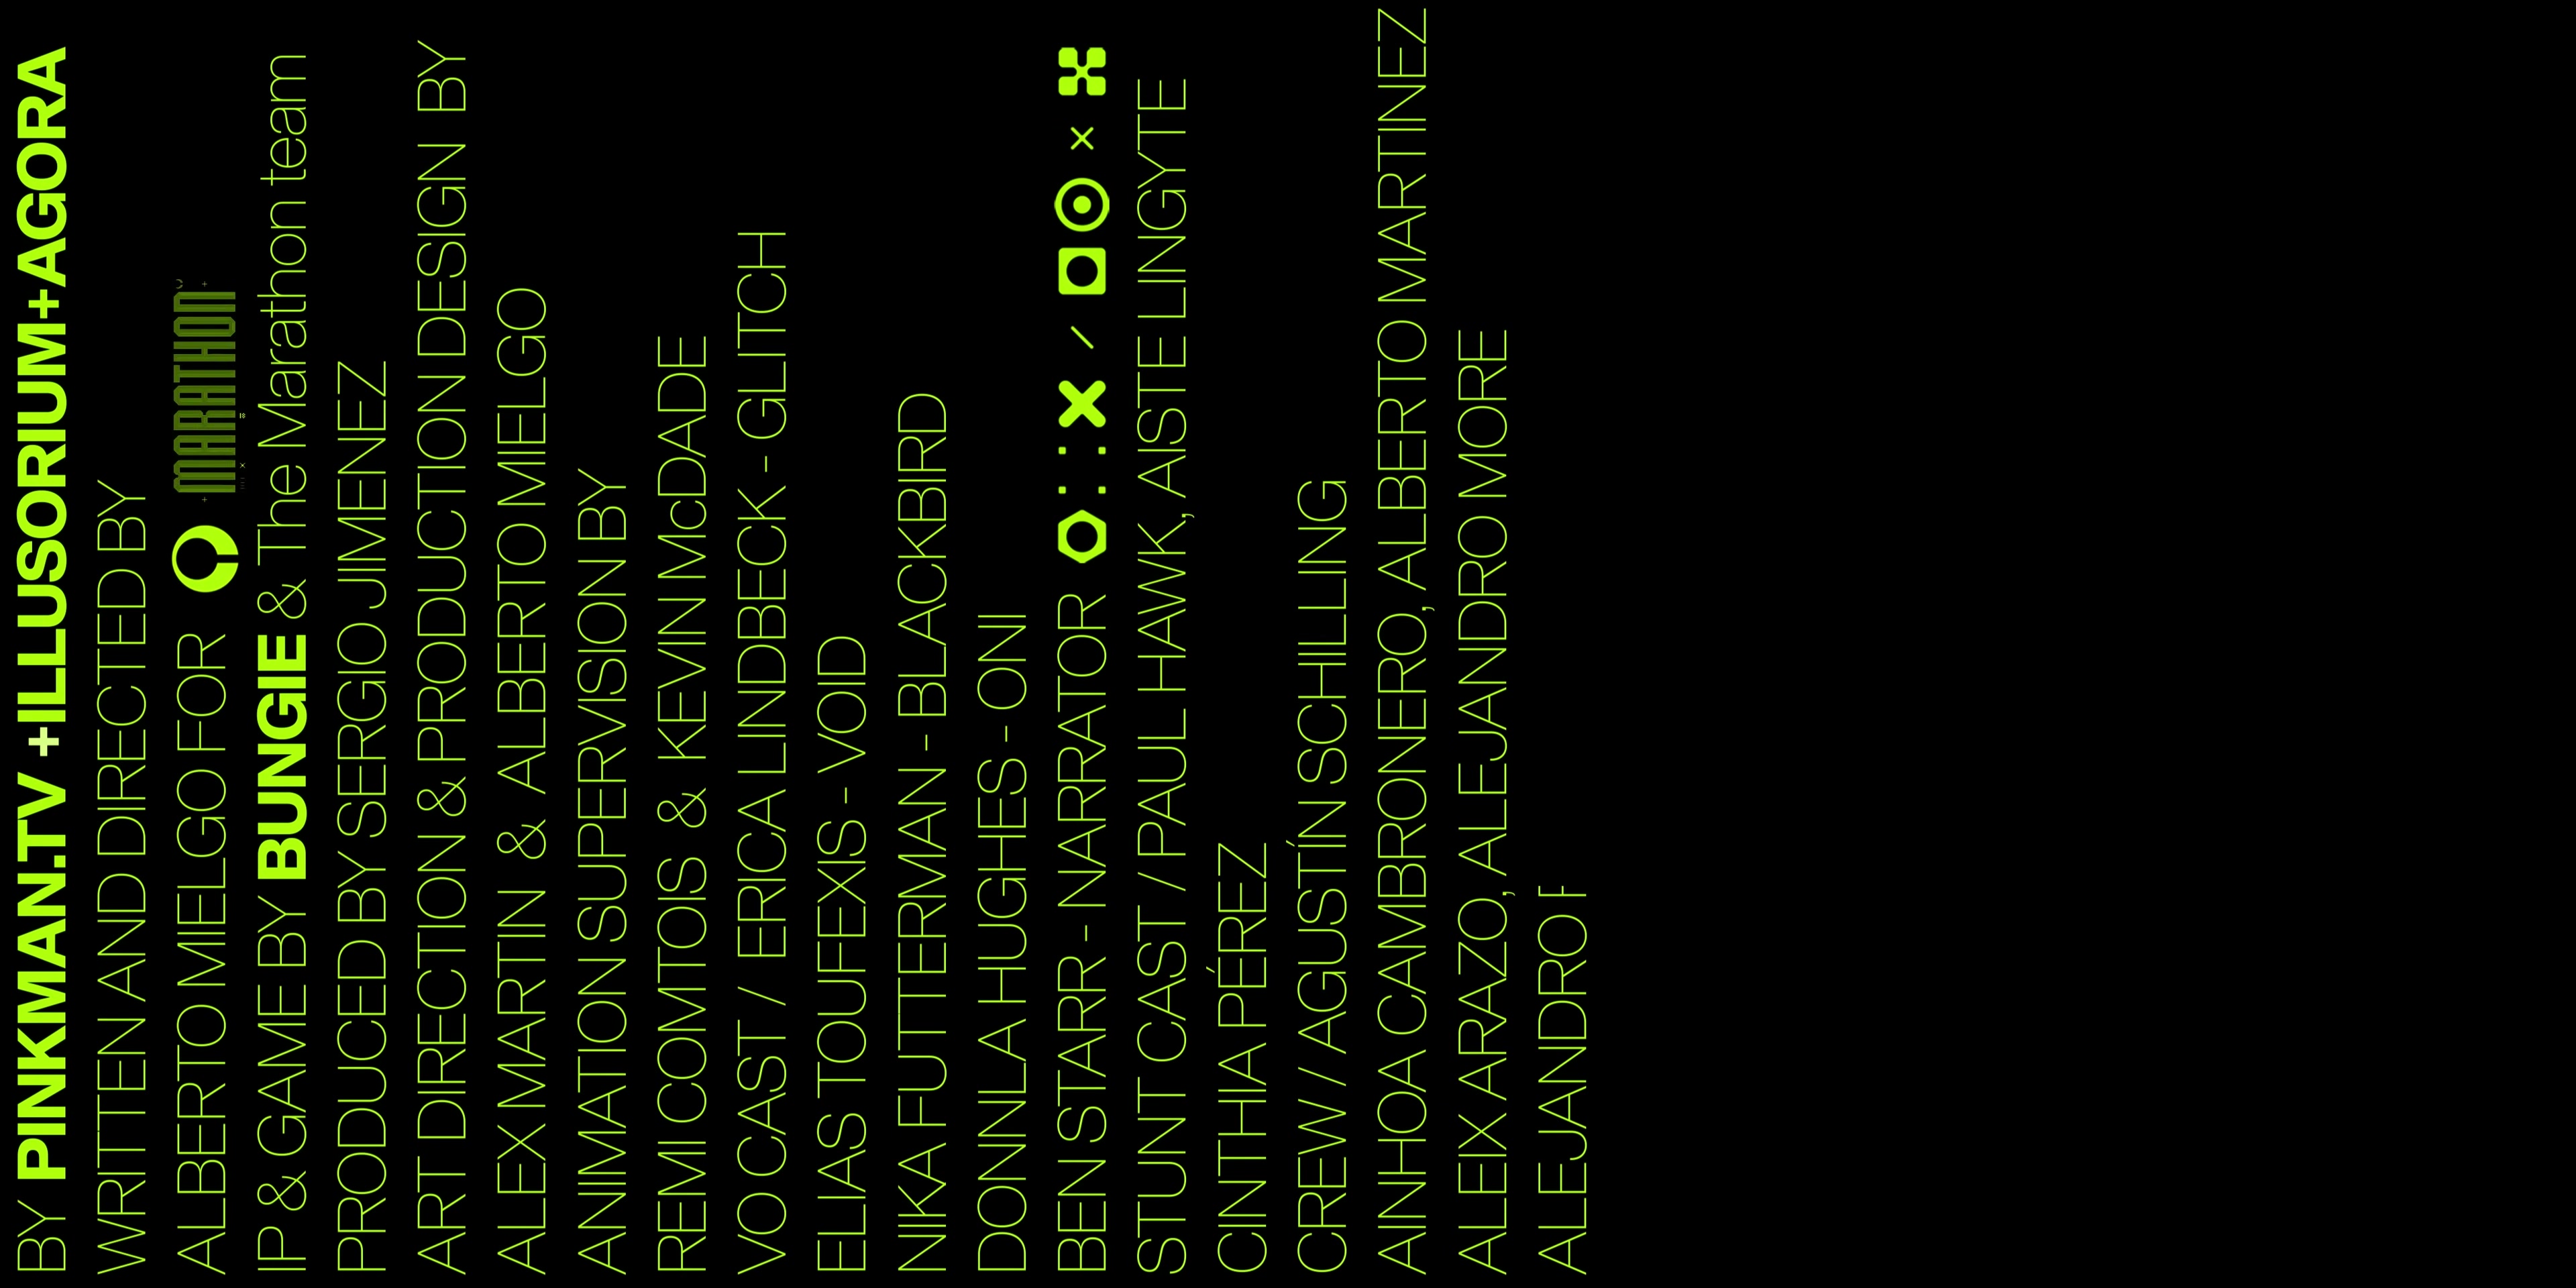 BY PINKMAN.TV +ILLUSORIUM+AGORA
WRITTEN AND DIRECTED BY
ALBERTO MIELGO FOR MARATHON
IP & GAME BY BUNGIE & The Marathon team
PRODUCED BY SERGIO JIMENEZ
ART DIRECTION & PRODUCTION DESIGN BY
ALEX MARTIN & ALBERTO MIELGO
ANIMATION SUPERVISION BY
REMI COMTOIS & KEVIN McDADE
VO CAST / ERICA LINDBECK - GLITCH
ELIAS TOUFEXIS - VOID
NIKA FUTTERMAN - BLACKBIRD
DONNLA HUGHES - ONI
BEN STARR - NARRATOR
STUNT CAST / PAUL HAWK, AISTE LINGYTE
CINTHIA PÉREZ
CREW / AGUSTÍN SCHILLING
AINHOA CAMBRONERO, ALBERTO MARTINEZ
ALEIX ARAZO, ALEJANDRO MORE
ALEJANDRO